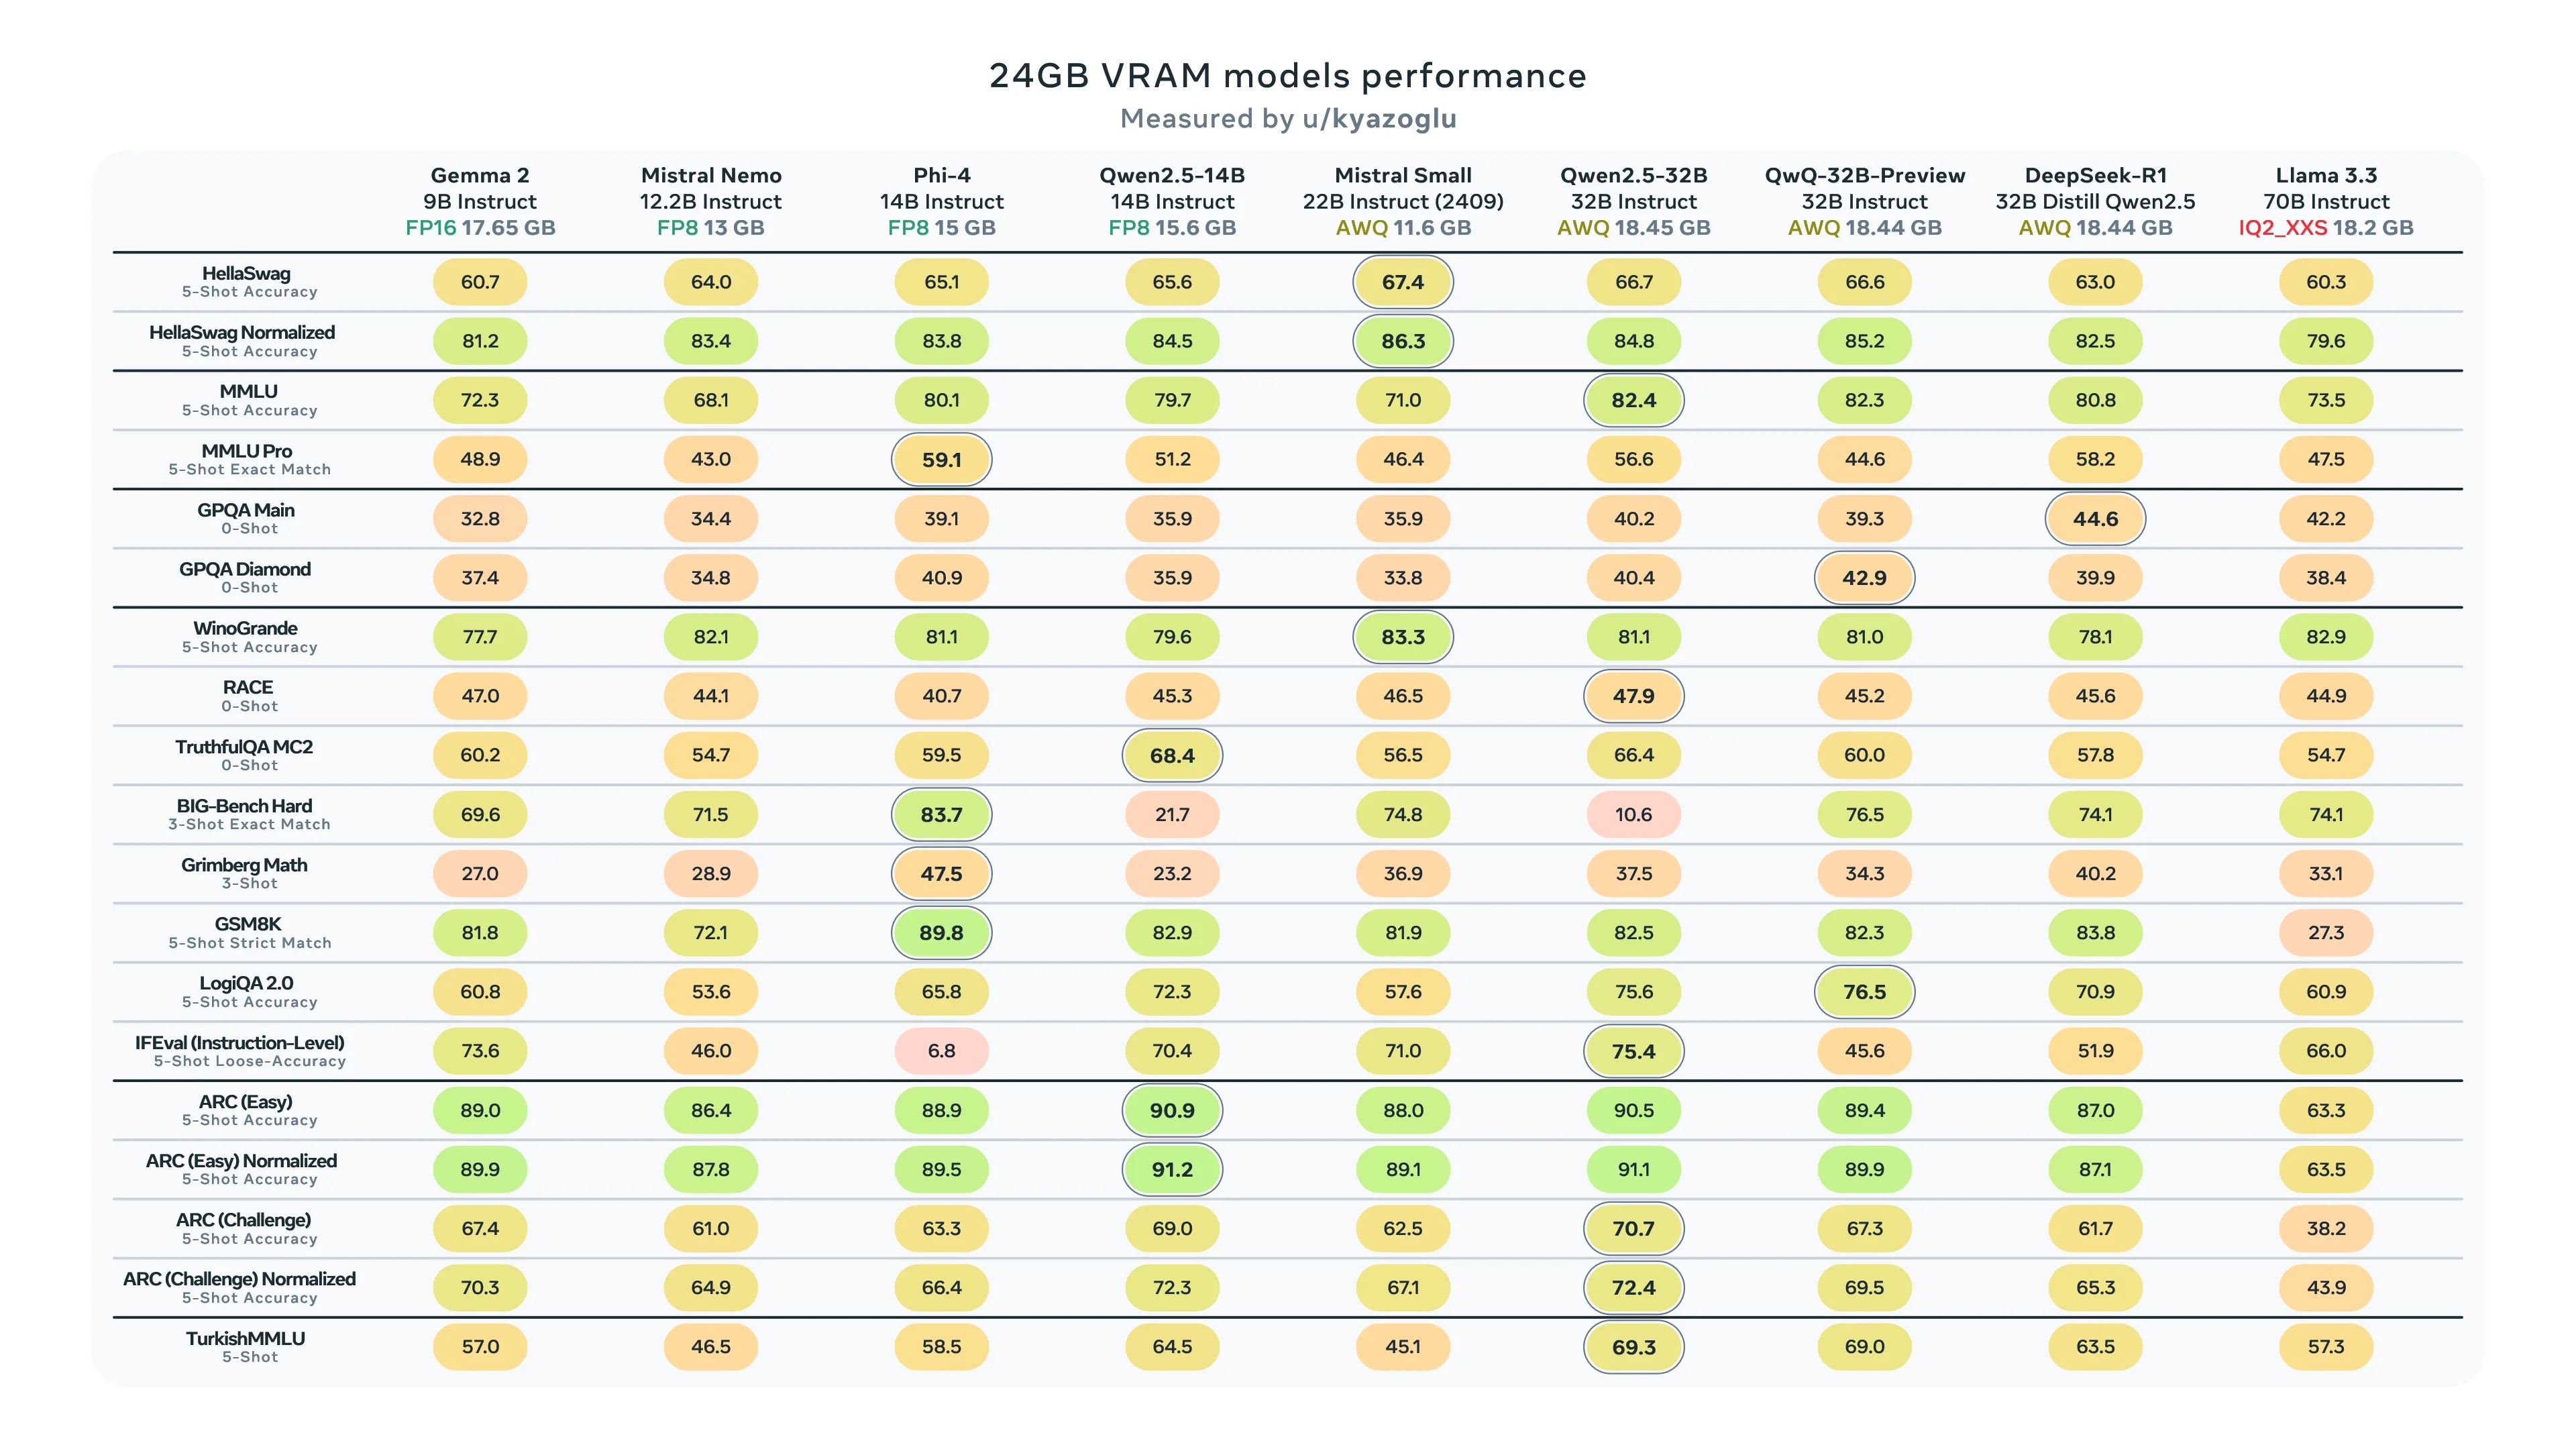 24GB VRAM models performance
Measured by u/kyazoglu
Gemma 2 Mistral Nemo Phi-4 Qwen2.5-14B Mistral Small Qwen2.5-32B QwQ-32B-Preview DeepSeek-R1 Llama 3.3
9B Instruct 12.2B Instruct 14B Instruct 14B Instruct 22B Instruct (2409) 32B Instruct 32B Instruct 32B Distill Qwen2.5 70B Instruct
FP16 17.65 GB FP8 13 GB FP8 15 GB FP8 15.6 GB AWQ 11.6 GB AWQ 18.45 GB AWQ 18.44 GB AWQ 18.44 GB IQ2_XXS 18.2 GB
HellaSwag
5-Shot Accuracy
60.7 64.0 65.1 65.6 67.4 66.7 66.6 63.0 60.3
HellaSwag Normalized
5-Shot Accuracy
81.2 83.4 83.8 84.5 86.3 84.8 85.2 82.5 79.6
MMLU
5-Shot Accuracy
72.3 68.1 80.1 79.7 71.0 82.4 82.3 80.8 73.5
MMLU Pro
5-Shot Exact Match
48.9 43.0 59.1 51.2 46.4 56.6 44.6 58.2 47.5
GPQA Main
0-Shot
32.8 34.4 39.1 35.9 35.9 40.2 39.3 44.6 42.2
GPQA Diamond
0-Shot
37.4 34.8 40.9 35.9 33.8 40.4 42.9 39.9 38.4
WinoGrande
5-Shot Accuracy
77.7 82.1 81.1 79.6 83.3 81.1 81.0 78.1 82.9
RACE
0-Shot
47.0 44.1 40.7 45.3 46.5 47.9 45.2 45.6 44.9
TruthfulQA MC2
0-Shot
60.2 54.7 59.5 68.4 56.5 66.4 60.0 57.8 54.7
BIG-Bench Hard
3-Shot Exact Match
69.6 71.5 83.7 21.7 74.8 10.6 76.5 74.1 74.1
Grimberg Math
3-Shot
27.0 28.9 47.5 23.2 36.9 37.5 34.3 40.2 33.1
GSM8K
5-Shot Strict Match
81.8 72.1 89.8 82.9 81.9 82.5 82.3 83.8 27.3
LogiQA 2.0
5-Shot Accuracy
60.8 53.6 65.8 72.3 57.6 75.6 76.5 70.9 60.9
IFEval (Instruction-Level)
5-Shot Loose-Accuracy
73.6 46.0 6.8 70.4 71.0 75.4 45.6 51.9 66.0
ARC (Easy)
5-Shot Accuracy
89.0 86.4 88.9 90.9 88.0 90.5 89.4 87.0 63.3
ARC (Easy) Normalized
5-Shot Accuracy
89.9 87.8 89.5 91.2 89.1 91.1 89.9 87.1 63.5
ARC (Challenge)
5-Shot Accuracy
67.4 61.0 63.3 69.0 62.5 70.7 67.3 61.7 38.2
ARC (Challenge) Normalized
5-Shot Accuracy
70.3 64.9 66.4 72.3 67.1 72.4 69.5 65.3 43.9
TurkishMMLU
5-Shot
57.0 46.5 58.5 64.5 45.1 69.3 69.0 63.5 57.3